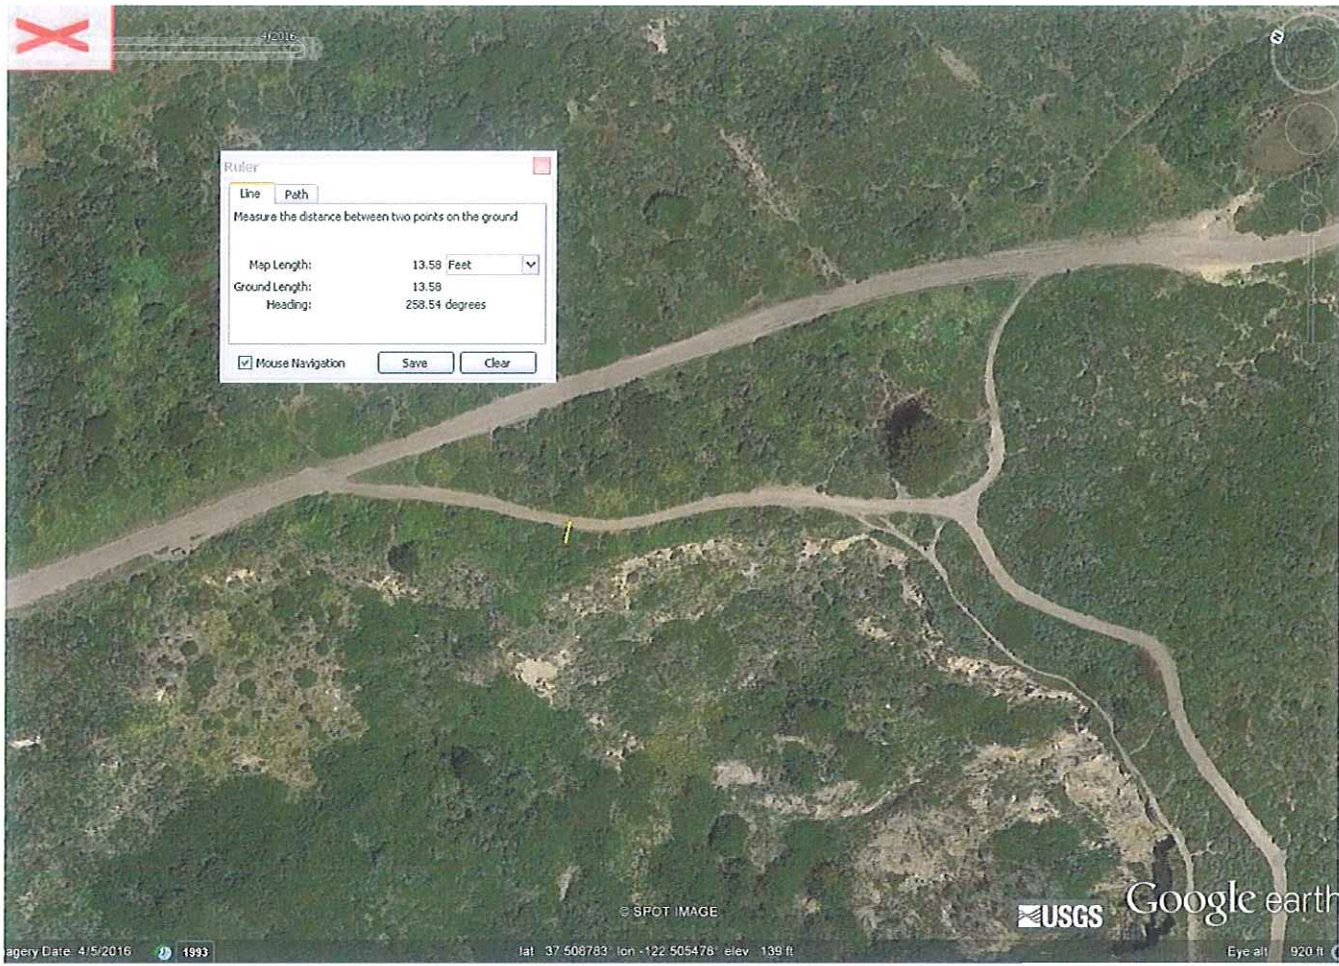 4/2016
N
Ruler
Line Path
Measure the distance between two points on the ground
Map Length: 13.58 Feet
Ground Length: 13.58
Heading: 258.54 degrees
Mouse Navigation Save Clear
© SPOT IMAGE
USGS
Google earth
agery Date: 4/5/2016 1993 lat 37.508783 lon -122.505478 elev 139 ft Eye alt 920 ft